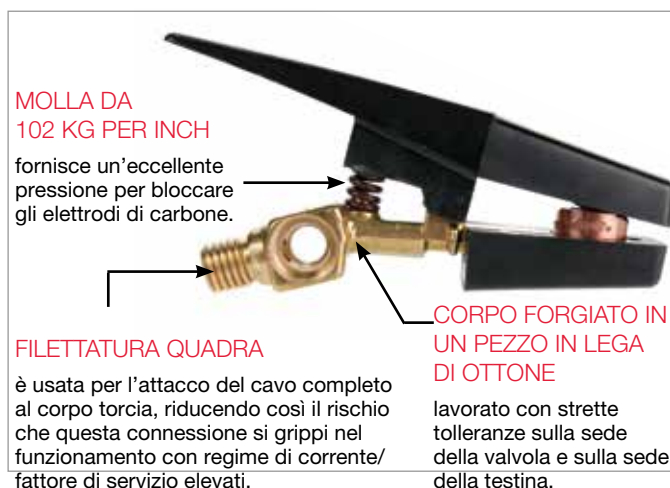 MOLLA DA
102 KG PER INCH
fornisce un'eccellente
pressione per bloccare
gli elettrodi di carbone.
FILETTATURA QUADRA
è usata per l'attacco del cavo completo
al corpo torcia, riducendo così il rischio
che questa connessione si grippi nel
funzionamento con regime di corrente/
fattore di servizio elevati.
CORPO FORGIATO IN
UN PEZZO IN LEGA
DI OTTONE
lavorato con strette
tolleranze sulla sede
della valvola e sulla sede
della testina.